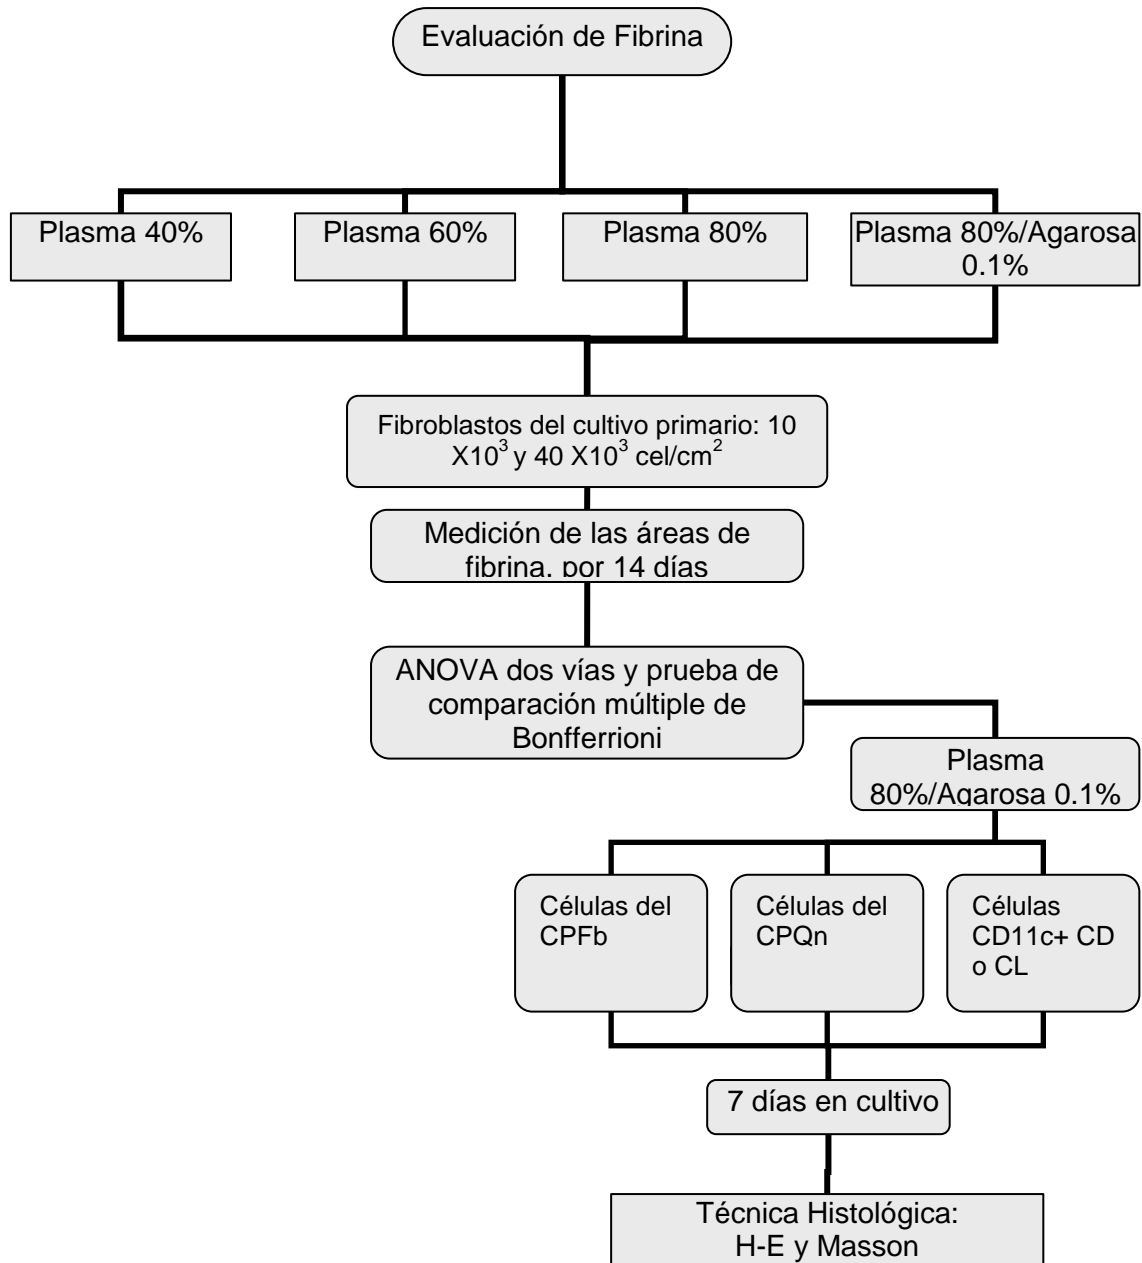 Evaluación de Fibrina
Plasma 40%
Plasma 60%
Plasma 80%
Plasma 80%/Agarosa
0.1%
Fibroblastos del cultivo primario: 10
X10³ y 40 X10³ cel/cm²
Medición de las áreas de
fibrina, por 14 días
ANOVA dos vías y prueba de
comparación múltiple de
Bonfferrioni
Plasma
80%/Agarosa 0.1%
Células del
CPFb
Células del
CPQn
Células
CD11c+ CD
o CL
7 días en cultivo
Técnica Histológica:
H-E y Masson